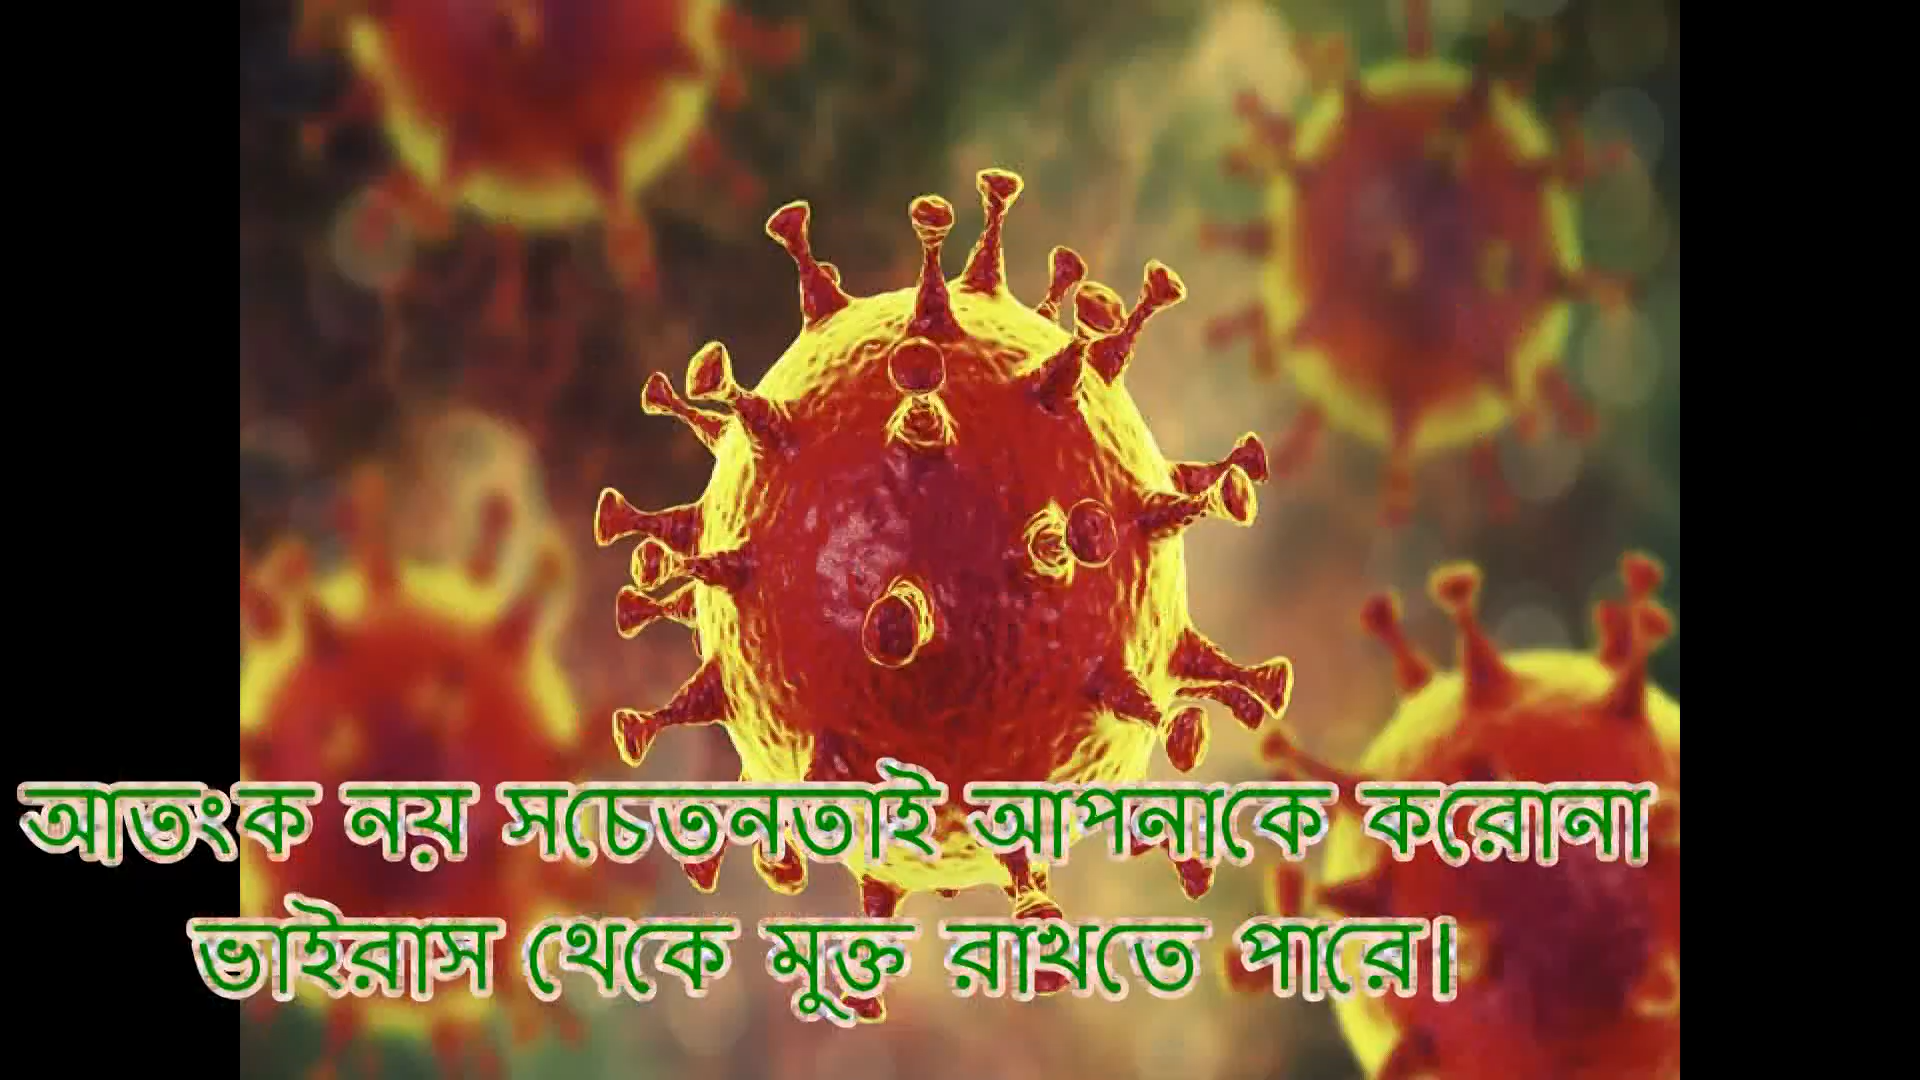 আতংক নয় সচেতনতাই আপনাকে করোনা
ভাইরাস থেকে মুক্ত রাখতে পারে।